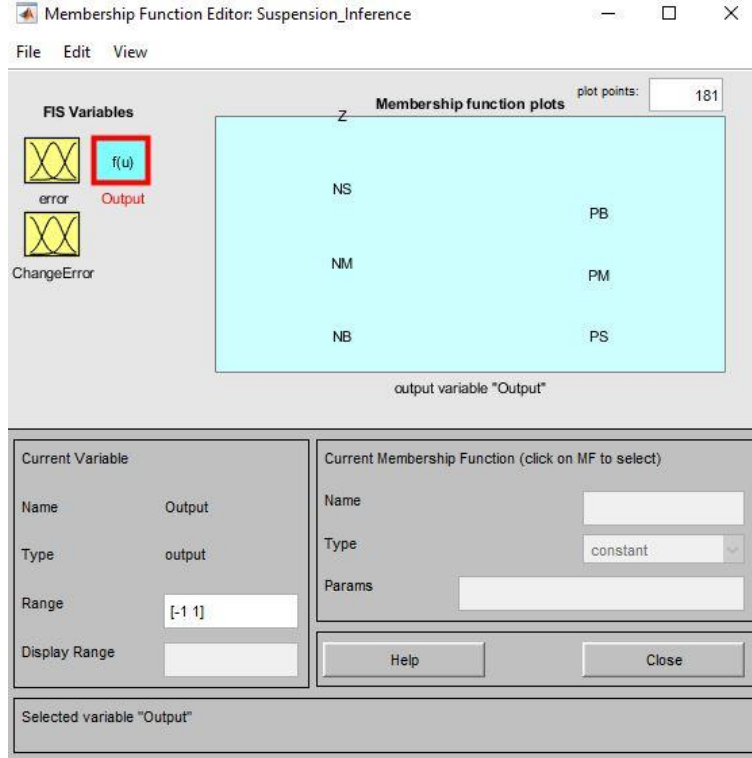 Membership Function Editor: Suspension_Inference
File Edit View
FIS Variables
f(u)
error Output
ChangeError
Membership function plots
plot points: 181
Z
NS
PB
NM
PM
NB
PS
output variable "Output"
Current Variable
Name Output
Type output
Range [-1 1]
Display Range
Current Membership Function (click on MF to select)
Name
Type constant
Params
Help Close
Selected variable "Output"